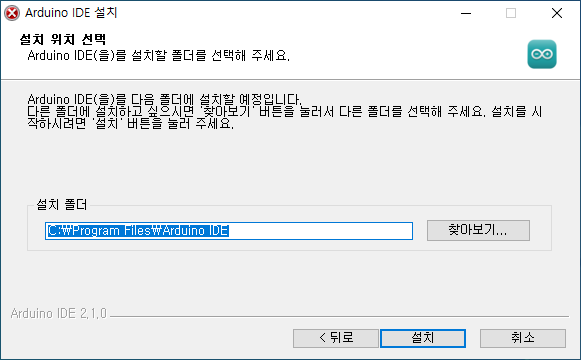 Arduino IDE 설치
설치 위치 선택
Arduino IDE(을)를 설치할 폴더를 선택해 주세요.
Arduino IDE(을)를 다음 폴더에 설치할 예정입니다.
다른 폴더에 설치하고 싶으시면 '찾아보기' 버튼을 눌러서 다른 폴더를 선택해 주세요. 설치를 시
작하시려면 '설치' 버튼을 눌러 주세요.
설치 폴더
C:₩Program Files₩Arduino IDE
찾아보기...
Arduino IDE 2.1.0
< 뒤로
설치
취소